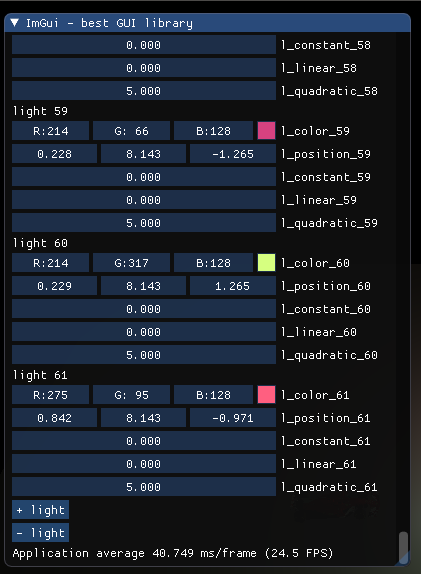 ImGui - best GUI library
0.000 l_constant_58
0.000 l_linear_58
5.000 l_quadratic_58
light 59
R:214 G: 66 B:128 l_color_59
0.228 8.143 -1.265 l_position_59
0.000 l_constant_59
0.000 l_linear_59
5.000 l_quadratic_59
light 60
R:214 G:317 B:128 l_color_60
0.229 8.143 1.265 l_position_60
0.000 l_constant_60
0.000 l_linear_60
5.000 l_quadratic_60
light 61
R:275 G: 95 B:128 l_color_61
0.842 8.143 -0.971 l_position_61
0.000 l_constant_61
0.000 l_linear_61
5.000 l_quadratic_61
+ light
- light
Application average 40.749 ms/frame (24.5 FPS)